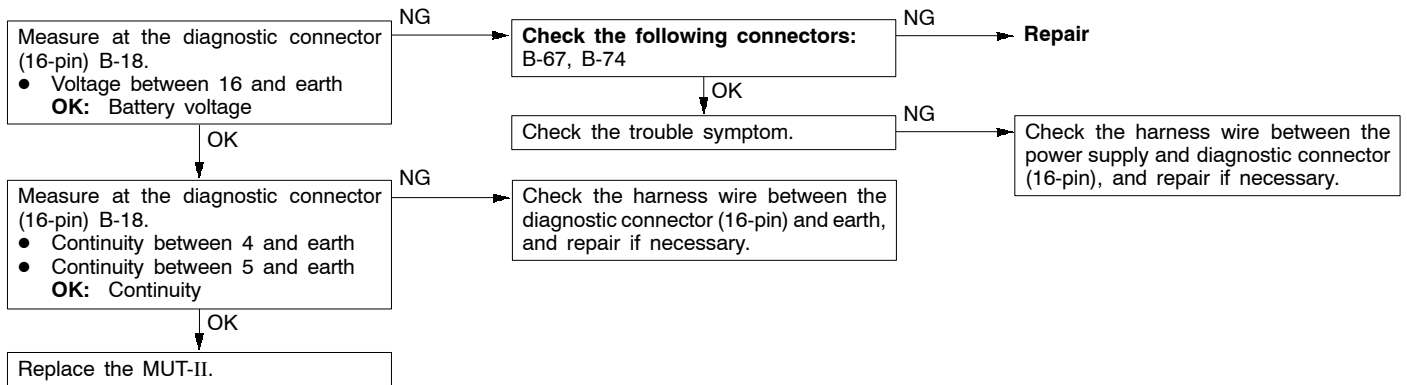 Measure at the diagnostic connector
(16-pin) B-18.
● Voltage between 16 and earth
OK: Battery voltage
NG
Check the following connectors:
B-67, B-74
NG
Repair
OK
Check the trouble symptom.
NG
Check the harness wire between the
power supply and diagnostic connector
(16-pin), and repair if necessary.
OK
Measure at the diagnostic connector
(16-pin) B-18.
● Continuity between 4 and earth
● Continuity between 5 and earth
OK: Continuity
NG
Check the harness wire between the
diagnostic connector (16-pin) and earth,
and repair if necessary.
OK
Replace the MUT-II.